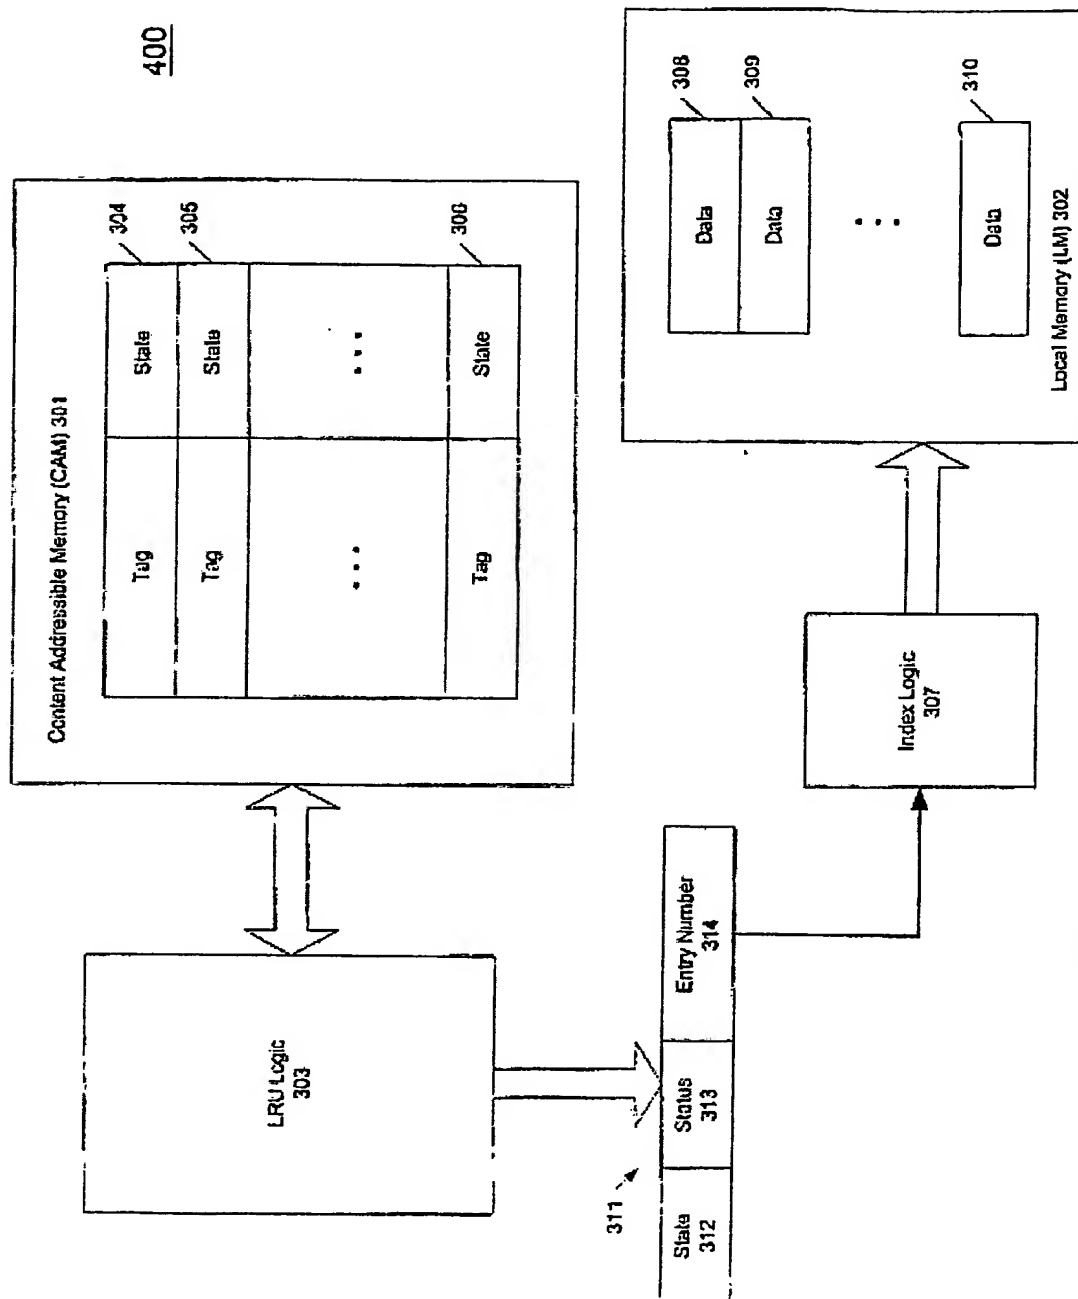 400
Content Addressible Memory (CAM) 301
Tag
State
304
Tag
State
305
...
...
Tag
State
306
LRU Logic
303
311
State
312
Status
313
Entry Number
314
Index Logic
307
Data
308
Data
309
...
Data
310
Local Memory (LM) 302